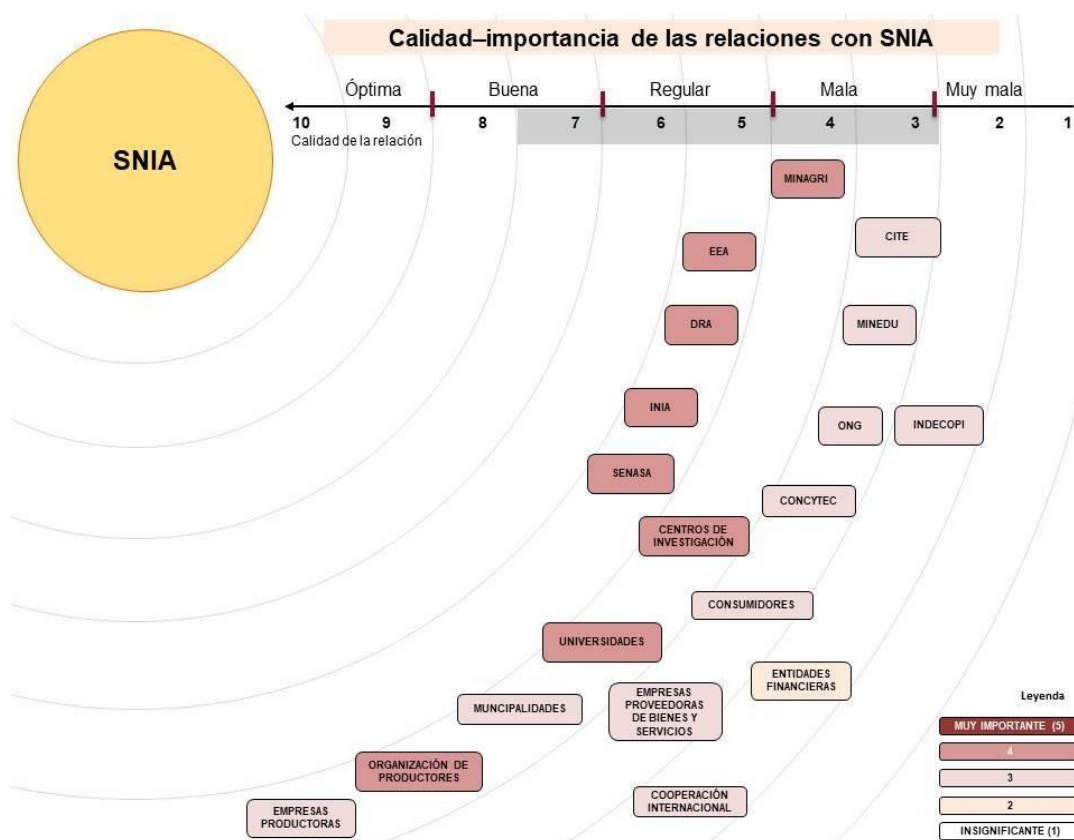 Calidad–importancia de las relaciones con SNIA
SNIA
Óptima Buena Regular Mala Muy mala
10 9 8 7 6 5 4 3 2 1
Calidad de la relación
MINAGRI
CITE
EEA
DRA
MINEDU
INIA
ONG
INDECOPI
SENASA
CONCYTEC
CENTROS DE
INVESTIGACIÓN
CONSUMIDORES
UNIVERSIDADES
ENTIDADES
FINANCIERAS
MUNCIPALIDADES
EMPRESAS
PROVEEDORAS
DE BIENES Y
SERVICIOS
ORGANIZACIÓN DE
PRODUCTORES
COOPERACIÓN
INTERNACIONAL
EMPRESAS
PRODUCTORAS
Leyenda
MUY IMPORTANTE (5)
4
3
2
INSIGNIFICANTE (1)